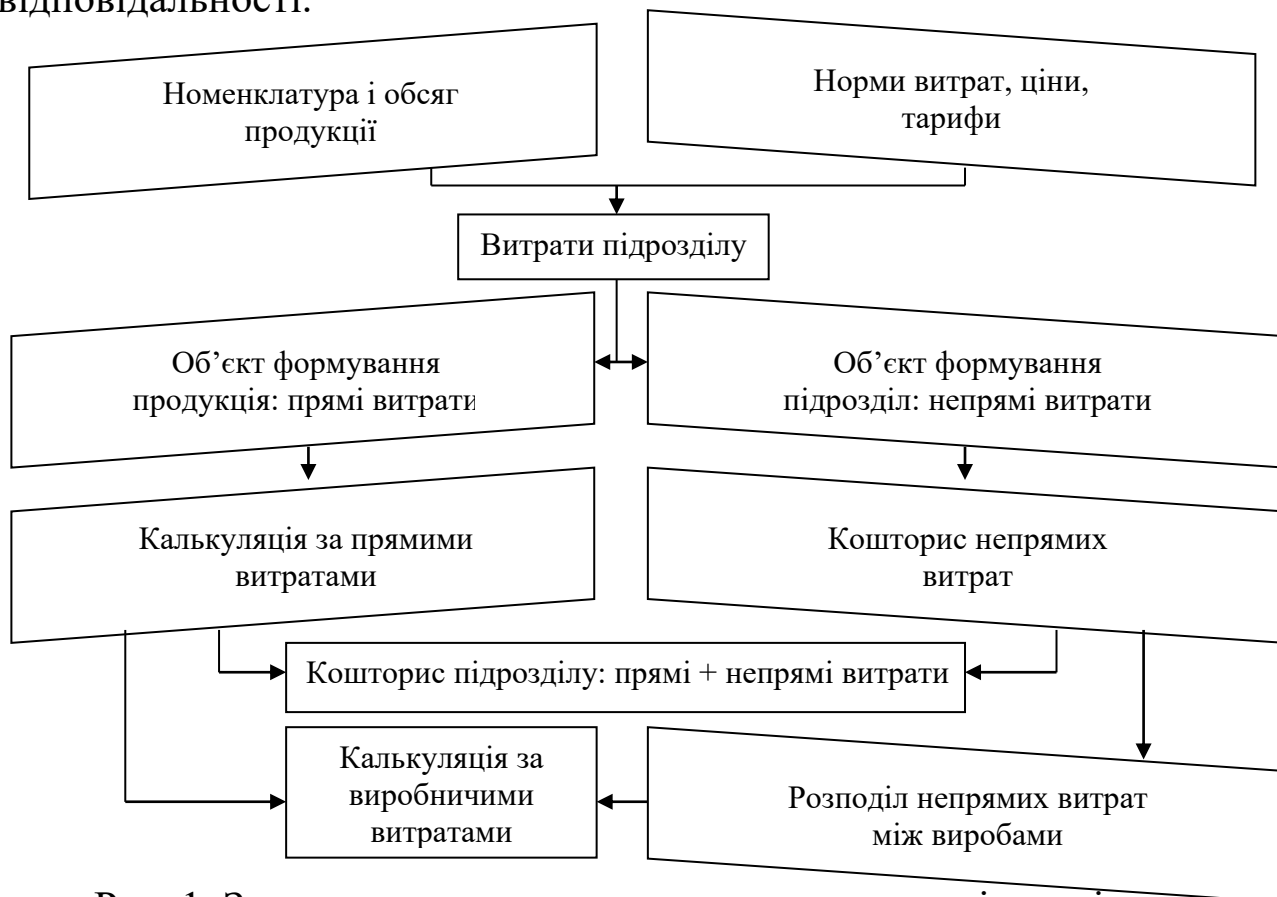 відповідальності.
Номенклатура і обсяг
продукції
Норми витрат, ціни,
тарифи
Витрати підрозділу
Об’єкт формування
продукція: прямі витрати
Об’єкт формування
підрозділ: непрямі витрати
Калькуляція за прямими
витратами
Кошторис непрямих
витрат
Кошторис підрозділу: прямі + непрямі витрати
Калькуляція за
виробничими
витратами
Розподіл непрямих витрат
між виробами